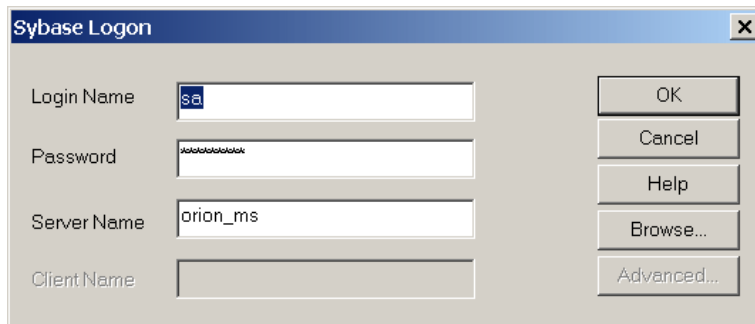 Sybase Logon
Login Name
sa
OK
Password
**********
Cancel
Help
Server Name
orion_ms
Browse...
Client Name
Advanced...